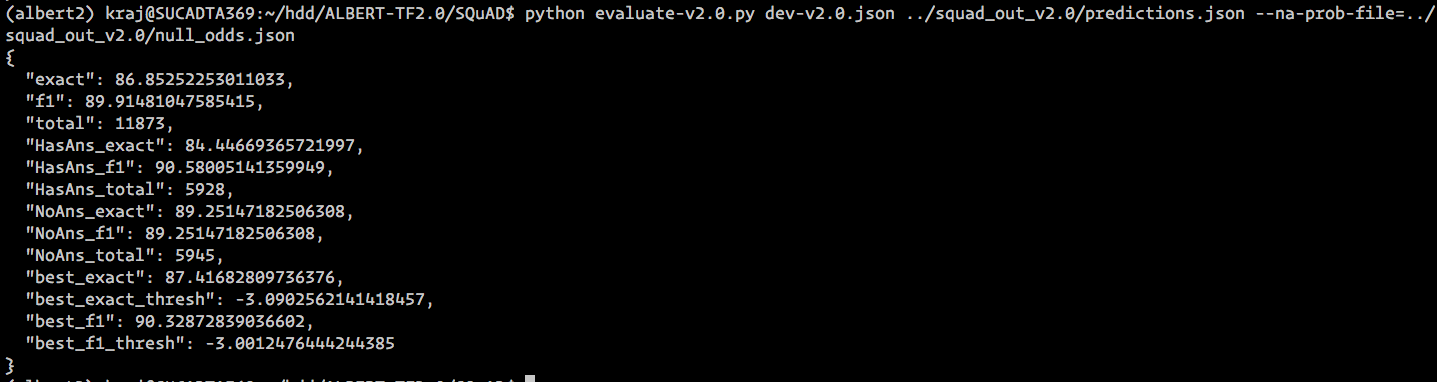 (albert2) kraj@SUCADTA369:~/hdd/ALBERT-TF2.0/SQuAD$ python evaluate-v2.0.py dev-v2.0.json ../squad_out_v2.0/predictions.json --na-prob-file=../
squad_out_v2.0/null_odds.json
{
  "exact": 86.85252253011033,
  "f1": 89.91481047585415,
  "total": 11873,
  "HasAns_exact": 84.44669365721997,
  "HasAns_f1": 90.58005141359949,
  "HasAns_total": 5928,
  "NoAns_exact": 89.25147182506308,
  "NoAns_f1": 89.25147182506308,
  "NoAns_total": 5945,
  "best_exact": 87.41682809736376,
  "best_exact_thresh": -3.0902562141418457,
  "best_f1": 90.32872839036602,
  "best_f1_thresh": -3.0012476444244385
}